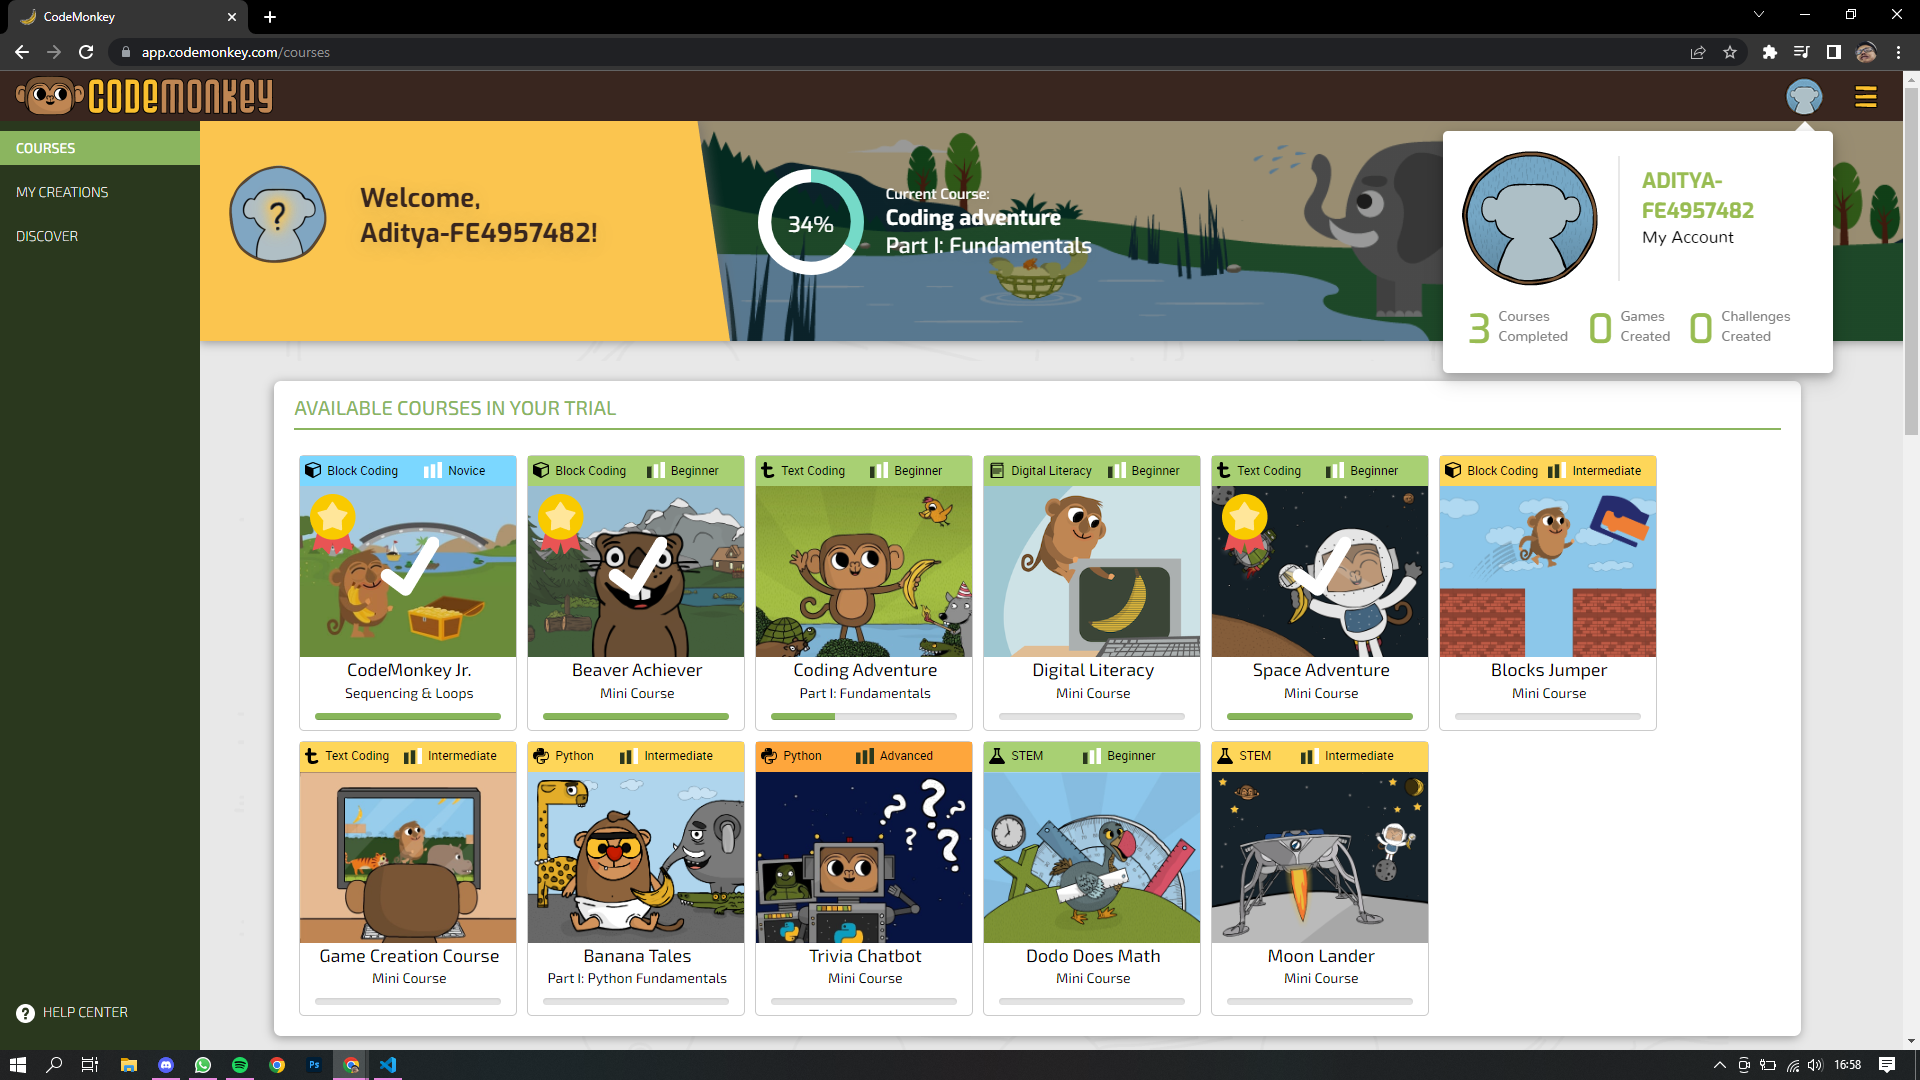 CodeMonkey
app.codemonkey.com/courses
CODEMONKEY
COURSES
MY CREATIONS
DISCOVER
HELP CENTER
?
Welcome,
Aditya-FE4957482!
34%
Current Course:
Coding adventure
Part I: Fundamentals
ADITYA-
FE4957482
My Account
3 Courses Completed
0 Games Created
0 Challenges Created
AVAILABLE COURSES IN YOUR TRIAL
Block Coding Novice
CodeMonkey Jr.
Sequencing & Loops
Block Coding Beginner
Beaver Achiever
Mini Course
Text Coding Beginner
Coding Adventure
Part I: Fundamentals
Digital Literacy Beginner
Digital Literacy
Mini Course
Text Coding Beginner
Space Adventure
Mini Course
Block Coding Intermediate
Blocks Jumper
Mini Course
Text Coding Intermediate
Game Creation Course
Mini Course
Python Intermediate
Banana Tales
Part I: Python Fundamentals
Python Advanced
Trivia Chatbot
Mini Course
STEM Beginner
Dodo Does Math
Mini Course
STEM Intermediate
Moon Lander
Mini Course
Ps
16:58